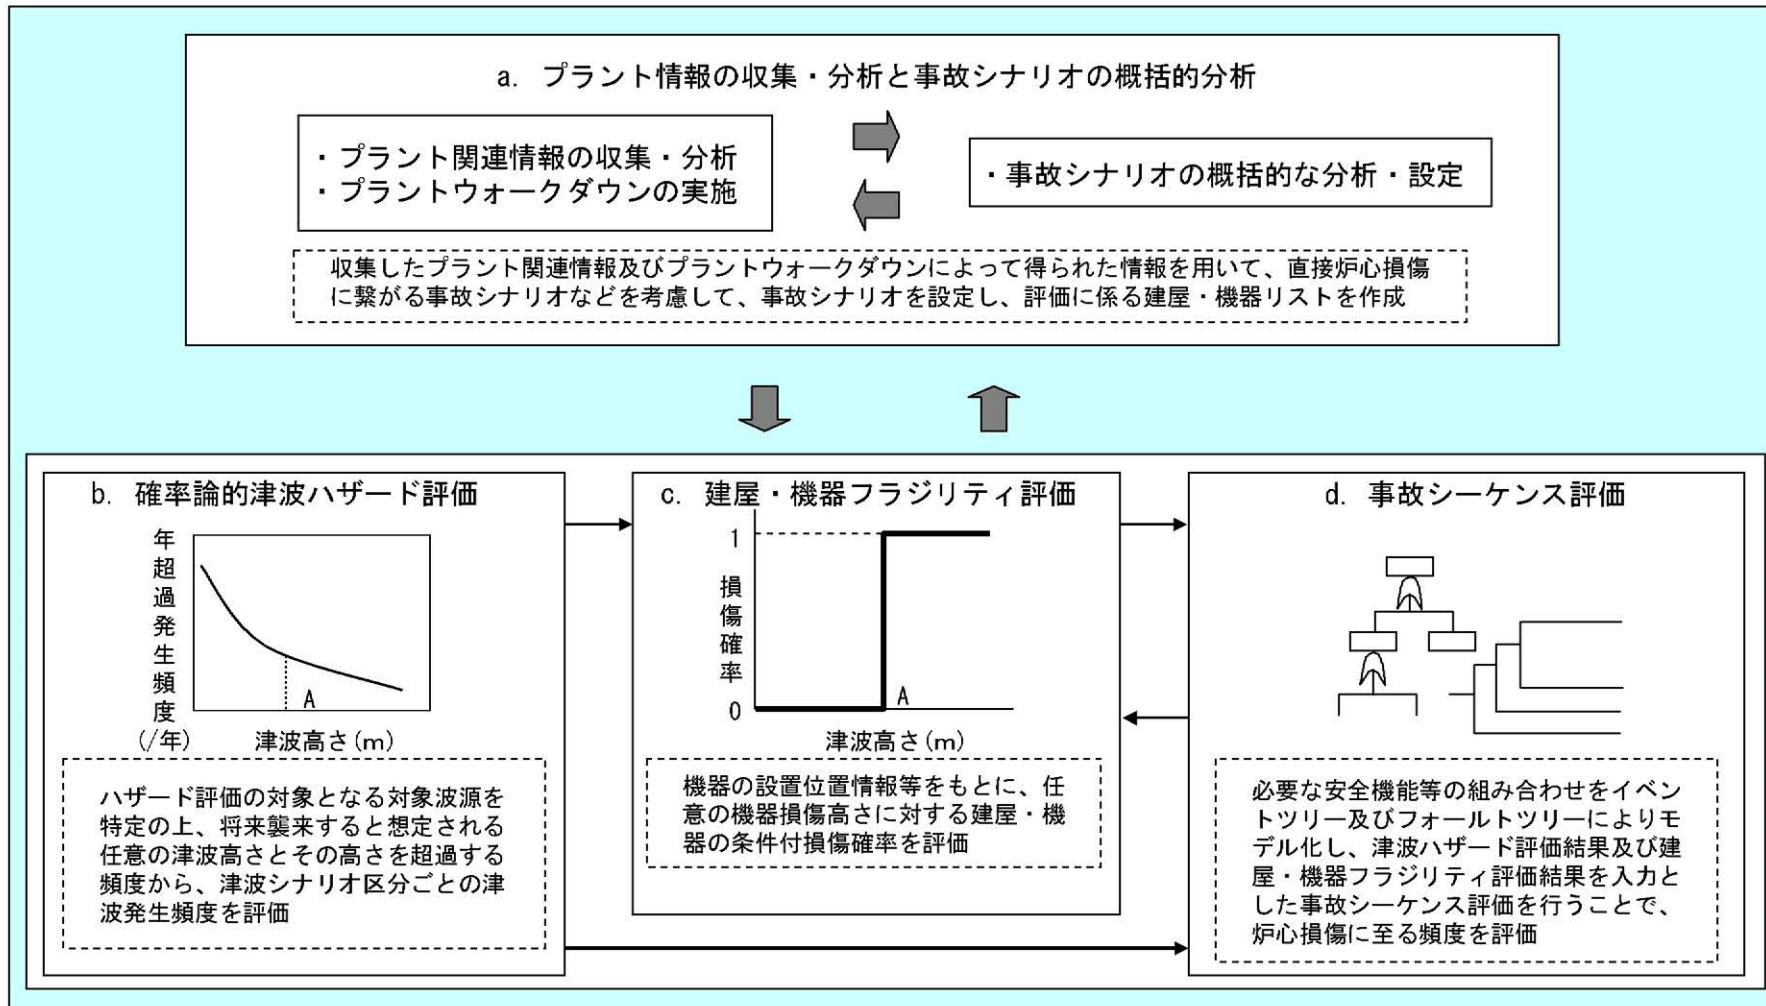 a. プラント情報の収集・分析と事故シナリオの概括的分析
・プラント関連情報の収集・分析
・プラントウォークダウンの実施
・事故シナリオの概括的な分析・設定
収集したプラント関連情報及びプラントウォークダウンによって得られた情報を用いて、直接炉心損傷
に繋がる事故シナリオなどを考慮して、事故シナリオを設定し、評価に係る建屋・機器リストを作成
b. 確率論的津波ハザード評価
年超過発生頻度
(/年)
A
津波高さ(m)
ハザード評価の対象となる対象波源を
特定の上、将来襲来すると想定される
任意の津波高さとその高さを超過する
頻度から、津波シナリオ区分ごとの津
波発生頻度を評価
c. 建屋・機器フラジリティ評価
1
損傷確率
0
A
津波高さ(m)
機器の設置位置情報等をもとに、任
意の機器損傷高さに対する建屋・機
器の条件付損傷確率を評価
d. 事故シーケンス評価
必要な安全機能等の組み合わせをイベン
トツリー及びフォールトツリーによりモ
デル化し、津波ハザード評価結果及び建
屋・機器フラジリティ評価結果を入力と
した事故シーケンス評価を行うことで、
炉心損傷に至る頻度を評価